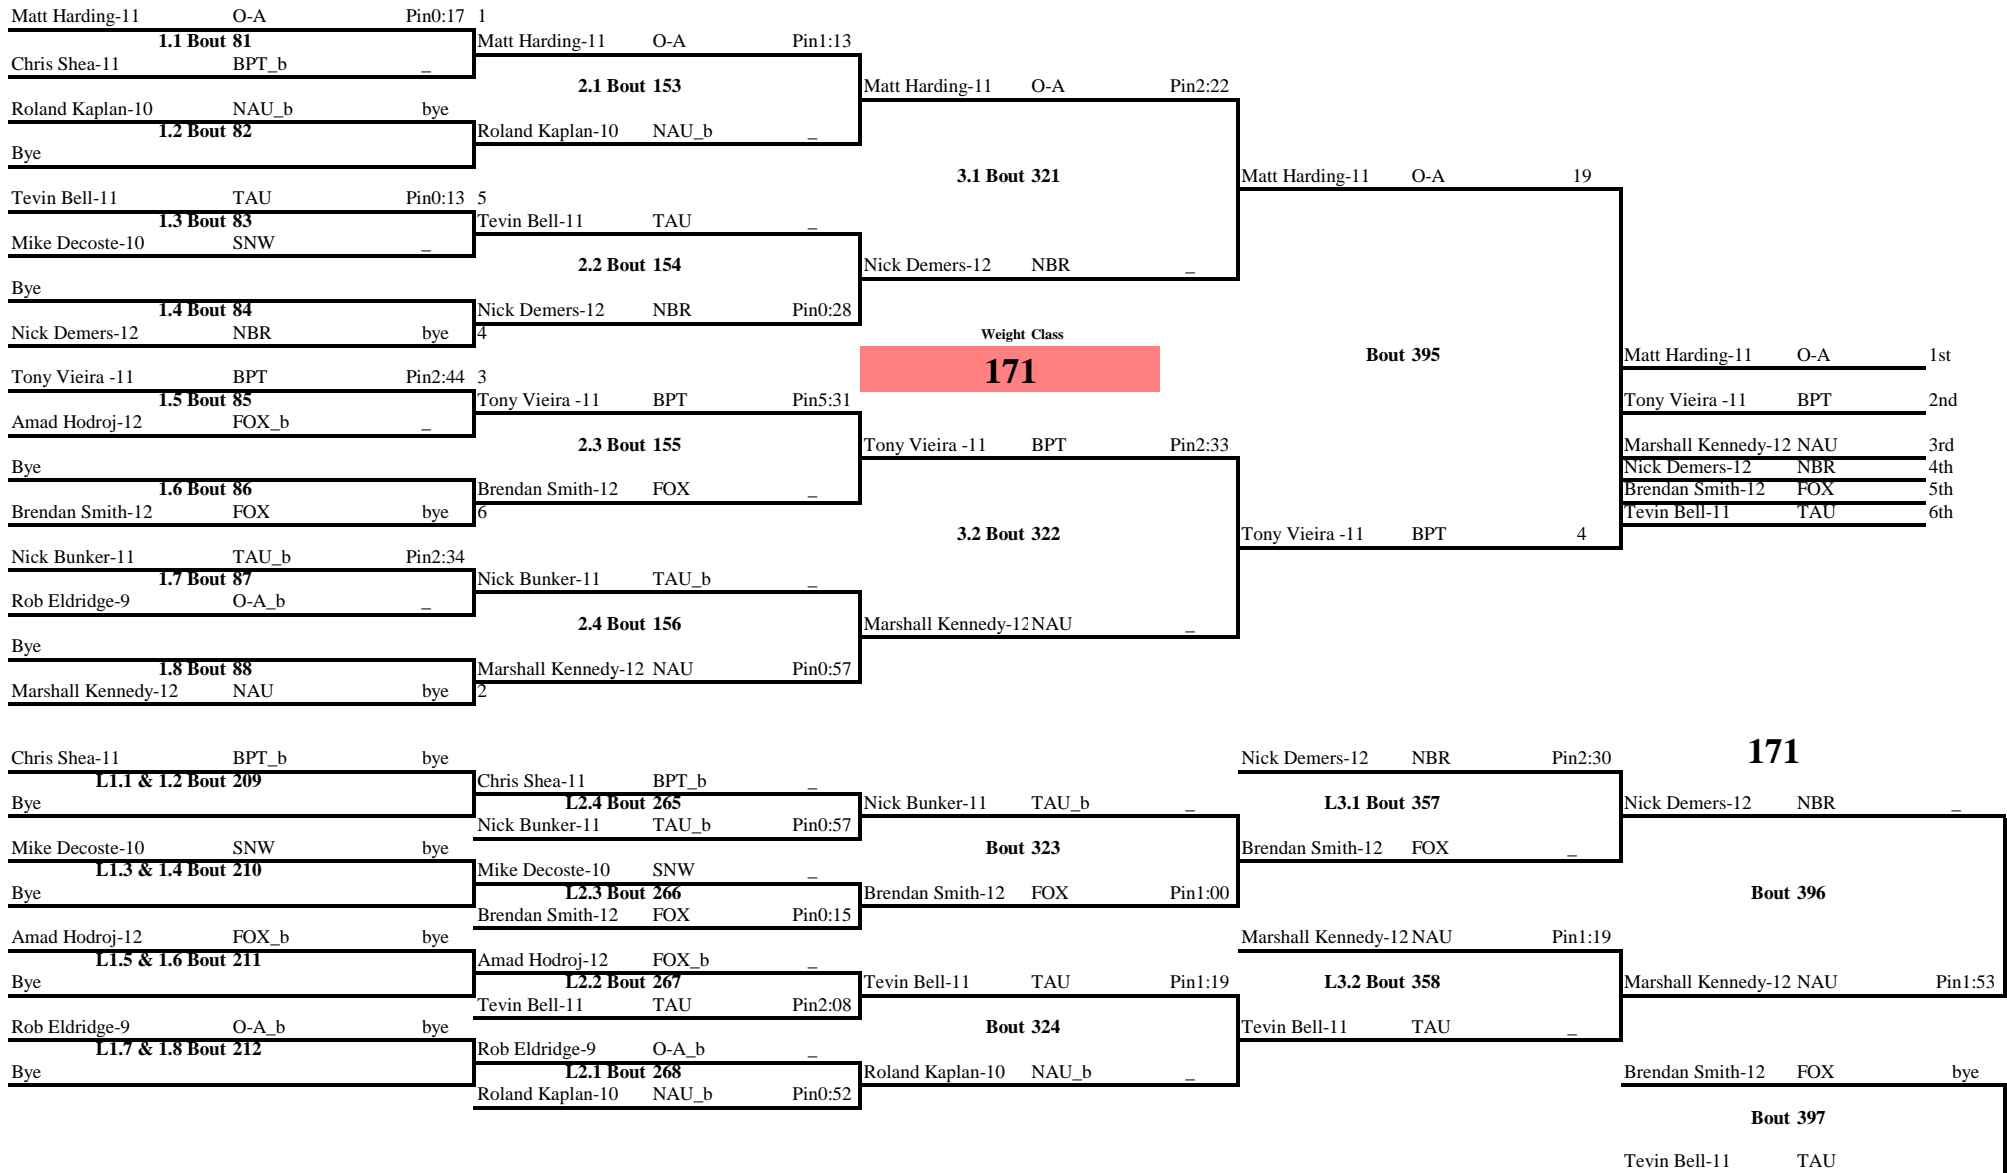 Matt Harding-11 O-A Pin0:17 1
1.1 Bout 81
Chris Shea-11 BPT_b _
Roland Kaplan-10 NAU_b bye
1.2 Bout 82
Bye
Tevin Bell-11 TAU Pin0:13 5
1.3 Bout 83
Mike Decoste-10 SNW _
Bye
1.4 Bout 84
Nick Demers-12 NBR bye 4
Tony Vieira -11 BPT Pin2:44 3
1.5 Bout 85
Amad Hodroj-12 FOX_b _
Bye
1.6 Bout 86
Brendan Smith-12 FOX bye 6
Nick Bunker-11 TAU_b Pin2:34
1.7 Bout 87
Rob Eldridge-9 O-A_b _
Bye
1.8 Bout 88
Marshall Kennedy-12 NAU bye 2
Matt Harding-11 O-A Pin1:13
2.1 Bout 153
Roland Kaplan-10 NAU_b _
Tevin Bell-11 TAU _
2.2 Bout 154
Nick Demers-12 NBR Pin0:28
Tony Vieira -11 BPT Pin5:31
2.3 Bout 155
Brendan Smith-12 FOX _
Nick Bunker-11 TAU_b _
2.4 Bout 156
Marshall Kennedy-12 NAU Pin0:57
Matt Harding-11 O-A Pin2:22
3.1 Bout 321
Nick Demers-12 NBR _
Weight Class
171
Tony Vieira -11 BPT Pin2:33
3.2 Bout 322
Marshall Kennedy-12 NAU _
Matt Harding-11 O-A 19
Bout 395
Tony Vieira -11 BPT 4
Matt Harding-11 O-A 1st
Tony Vieira -11 BPT 2nd
Marshall Kennedy-12 NAU 3rd
Nick Demers-12 NBR 4th
Brendan Smith-12 FOX 5th
Tevin Bell-11 TAU 6th
Chris Shea-11 BPT_b bye
L1.1 & 1.2 Bout 209
Bye
Mike Decoste-10 SNW bye
L1.3 & 1.4 Bout 210
Bye
Amad Hodroj-12 FOX_b bye
L1.5 & 1.6 Bout 211
Bye
Rob Eldridge-9 O-A_b bye
L1.7 & 1.8 Bout 212
Bye
Chris Shea-11 BPT_b _
L2.4 Bout 265
Nick Bunker-11 TAU_b Pin0:57
Mike Decoste-10 SNW _
L2.3 Bout 266
Brendan Smith-12 FOX Pin0:15
Amad Hodroj-12 FOX_b _
L2.2 Bout 267
Tevin Bell-11 TAU Pin2:08
Rob Eldridge-9 O-A_b _
L2.1 Bout 268
Roland Kaplan-10 NAU_b Pin0:52
Nick Bunker-11 TAU_b _
Bout 323
Brendan Smith-12 FOX Pin1:00
Tevin Bell-11 TAU Pin1:19
Bout 324
Roland Kaplan-10 NAU_b _
Nick Demers-12 NBR Pin2:30
L3.1 Bout 357
Brendan Smith-12 FOX _
Marshall Kennedy-12 NAU Pin1:19
L3.2 Bout 358
Tevin Bell-11 TAU _
171
Nick Demers-12 NBR _
Bout 396
Marshall Kennedy-12 NAU Pin1:53
Brendan Smith-12 FOX bye
Bout 397
Tevin Bell-11 TAU